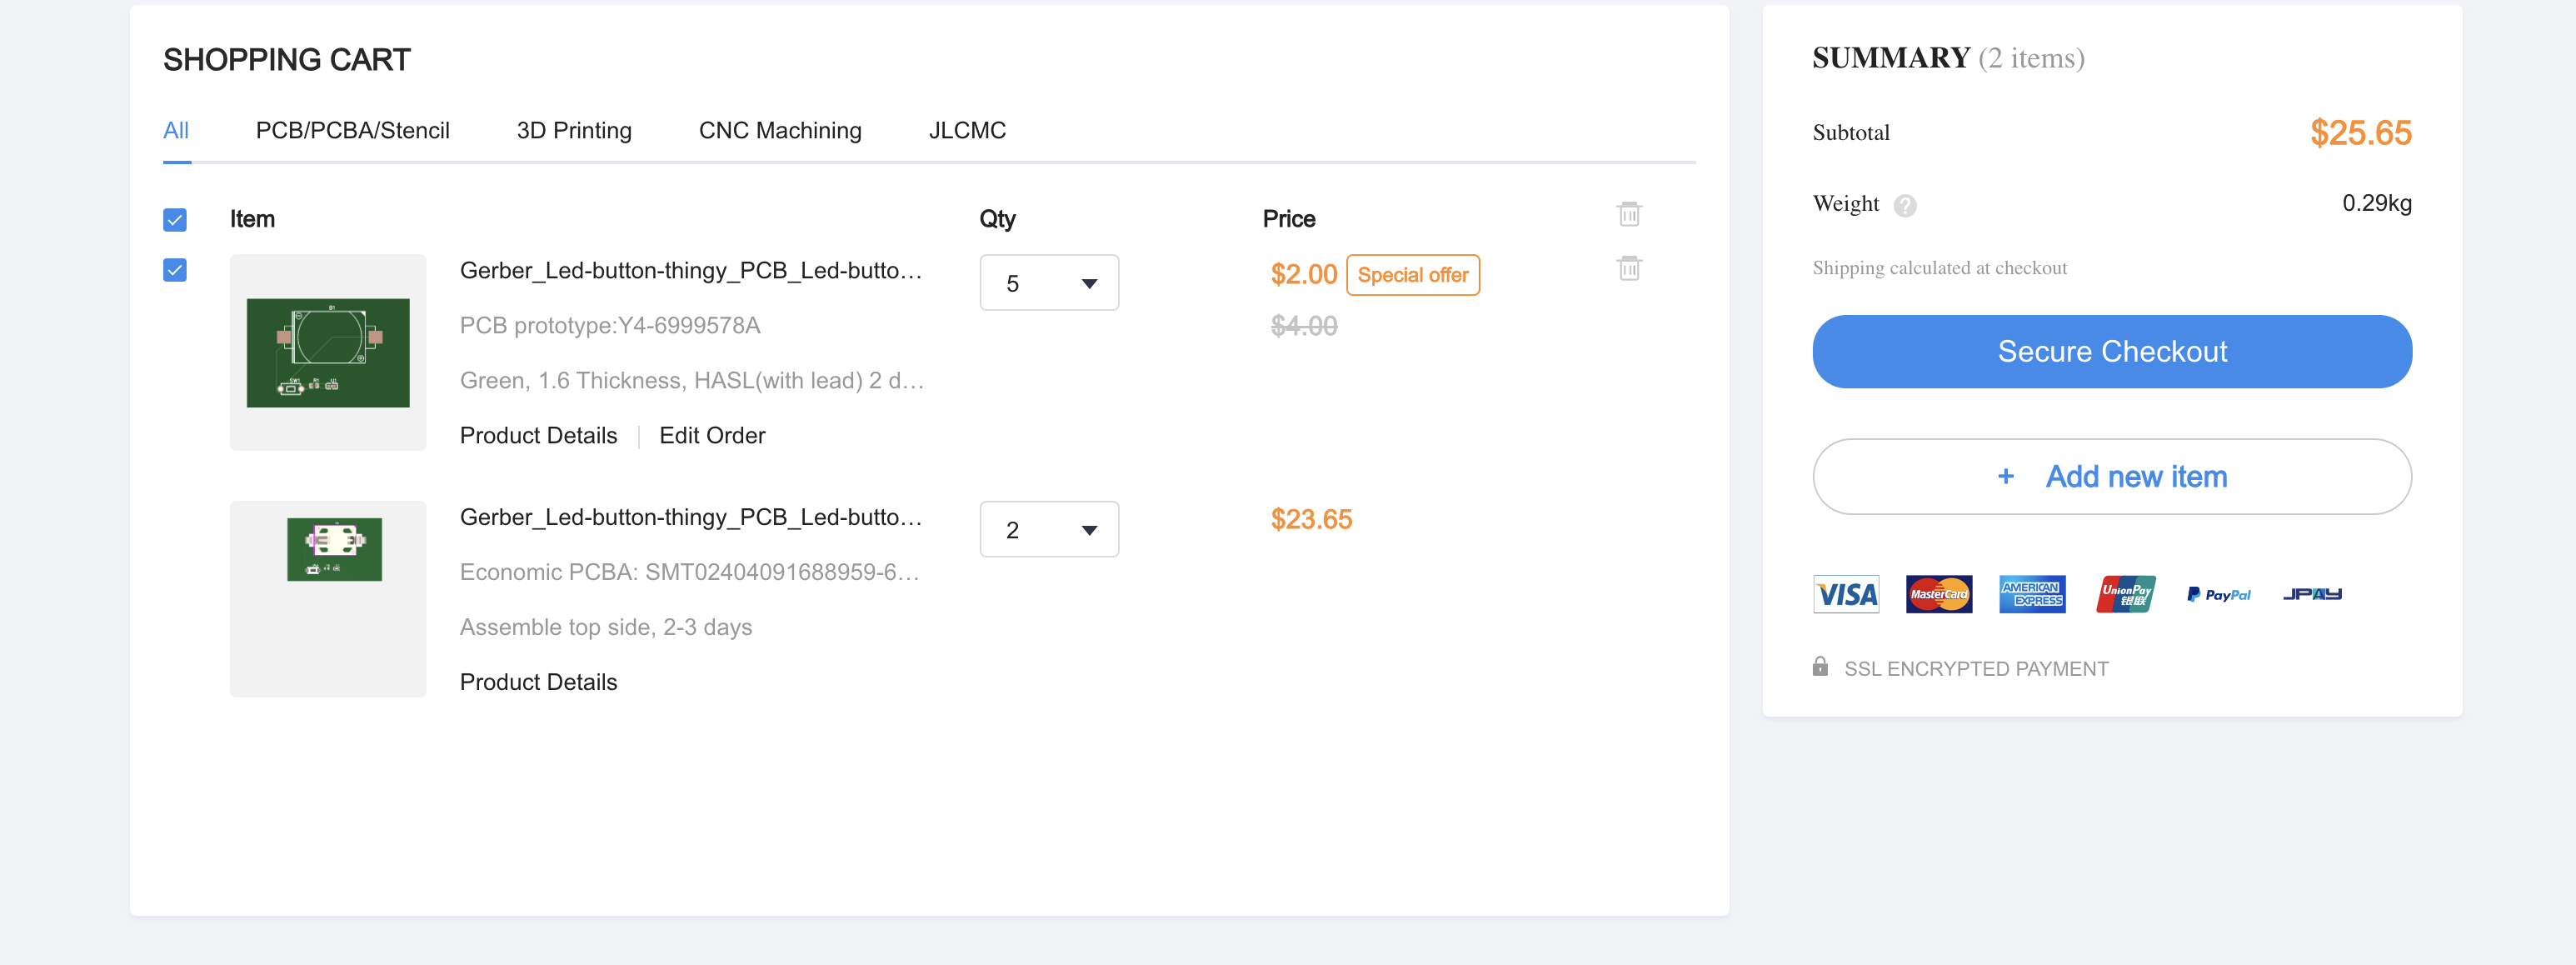 SHOPPING CART
All PCB/PCBA/Stencil 3D Printing CNC Machining JLCMC
Item Qty Price
Gerber_Led-button-thingy_PCB_Led-butto... 5 $2.00 Special offer
PCB prototype:Y4-6999578A $4.00
Green, 1.6 Thickness, HASL(with lead) 2 d...
Product Details | Edit Order
Gerber_Led-button-thingy_PCB_Led-butto... 2 $23.65
Economic PCBA: SMT02404091688959-6...
Assemble top side, 2-3 days
Product Details
SUMMARY (2 items)
Subtotal $25.65
Weight ? 0.29kg
Shipping calculated at checkout
Secure Checkout
+ Add new item
VISA MasterCard AMERICAN EXPRESS UnionPay 银联 PayPal JPAY
SSL ENCRYPTED PAYMENT